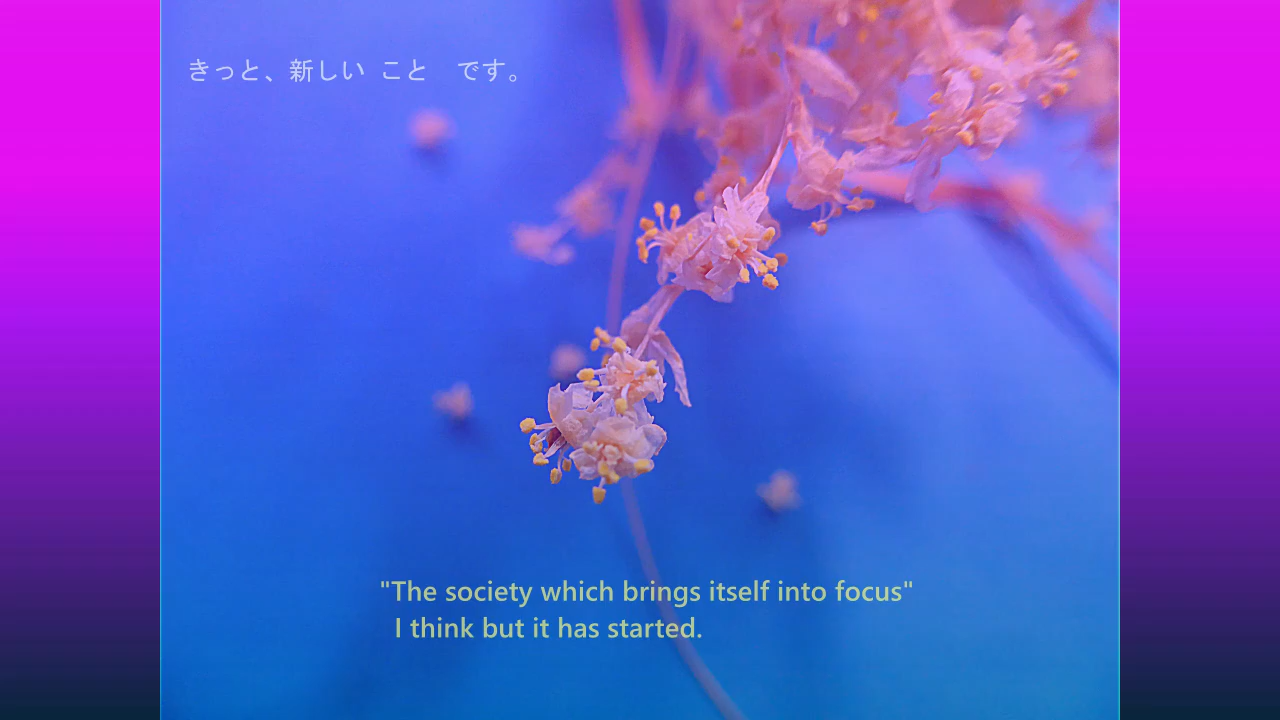 きっと、新しい こと　です。
"The society which brings itself into focus"
I think but it has started.